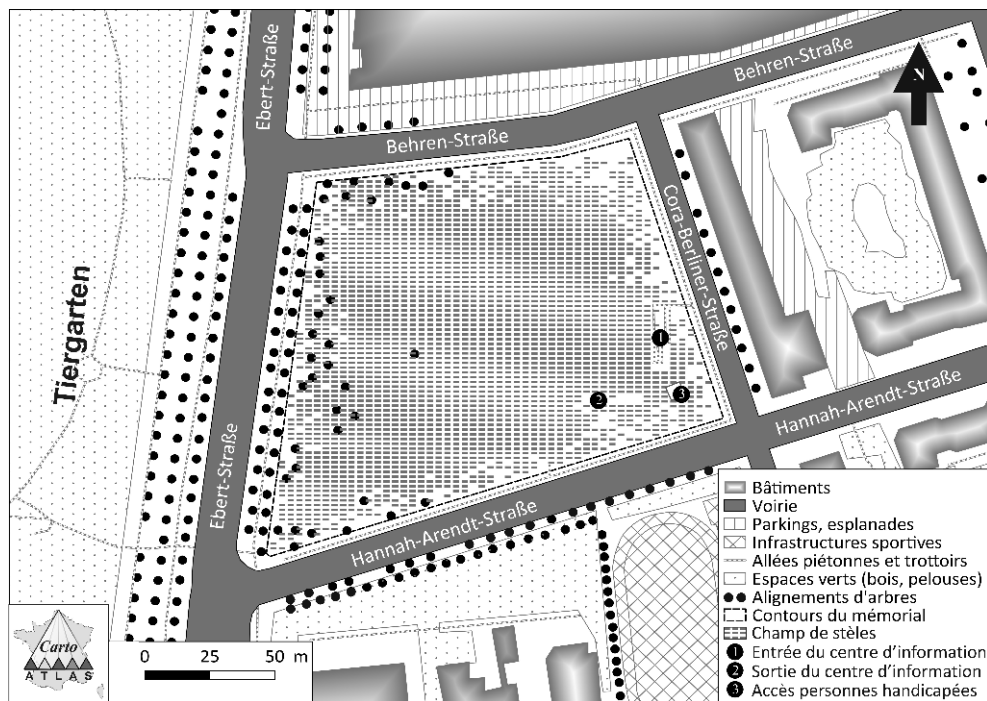 Ebert-Straße
Behren-Straße
N
Behren-Straße
Cora-Berliner-Straße
Tiergarten
1
2
3
Hannah-Arendt-Straße
Ebert-Straße
Hannah-Arendt-Straße
Bâtiments
Voirie
Parkings, esplanades
Infrastructures sportives
Allées piétonnes et trottoirs
Espaces verts (bois, pelouses)
Alignements d'arbres
Contours du mémorial
Champ de stèles
1 Entrée du centre d'information
2 Sortie du centre d'information
3 Accès personnes handicapées
Carto
ATLAS
0 25 50 m